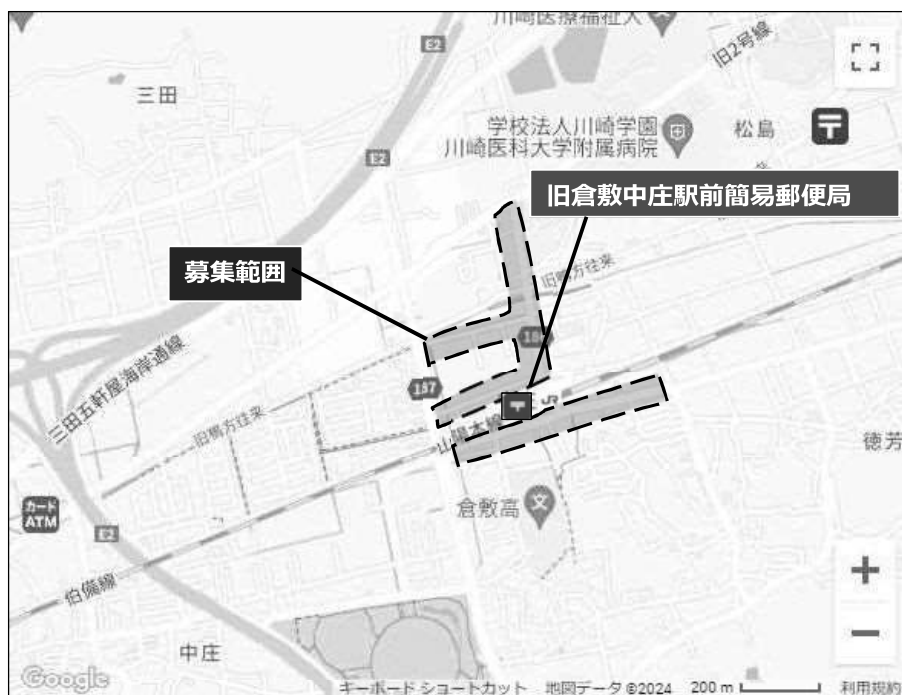 川崎医療福祉大
E2
旧2号線
三田
学校法人川崎学園
川崎医科大学附属病院
松島
E2
旧倉敷中庄駅前簡易郵便局
募集範囲
旧鴨方往来
187
三田五軒屋海岸通線
旧鴨方往来
JR
山陽本線
徳芳
カード
ATM
倉敷高
文
E2
伯備線
中庄
Google
キーボード ショートカット
地図データ ©2024
200 m
利用規約